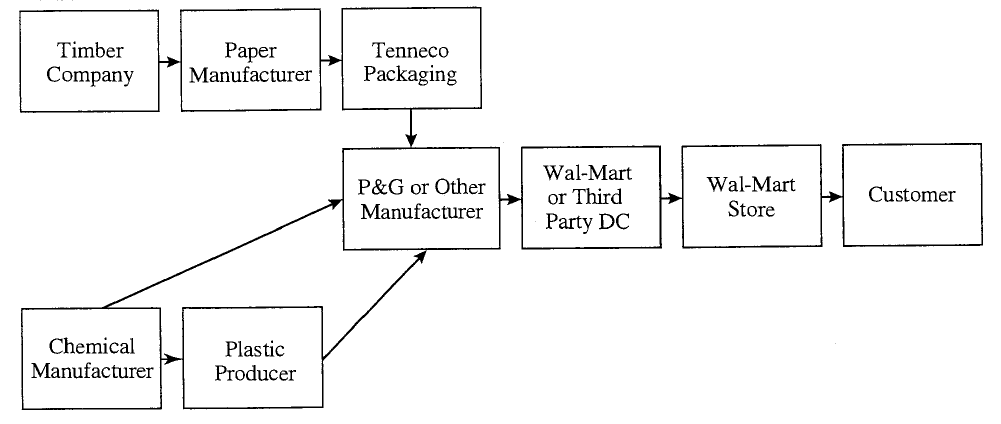 Timber
Company
Paper
Manufacturer
Tenneco
Packaging
P&G or Other
Manufacturer
Wal-Mart
or Third
Party DC
Wal-Mart
Store
Customer
Chemical
Manufacturer
Plastic
Producer